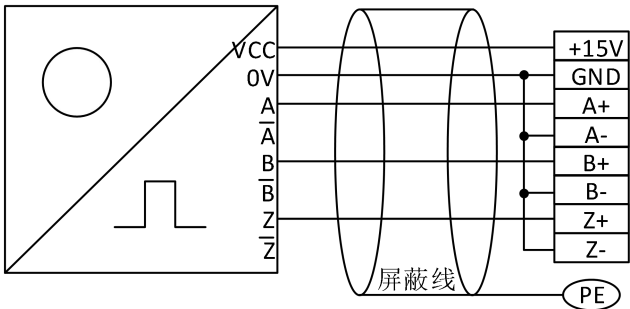 VCC
0V
A
A̅
B
B̅
Z
Z̅
+15V
GND
A+
A-
B+
B-
Z+
Z-
屏蔽线
PE